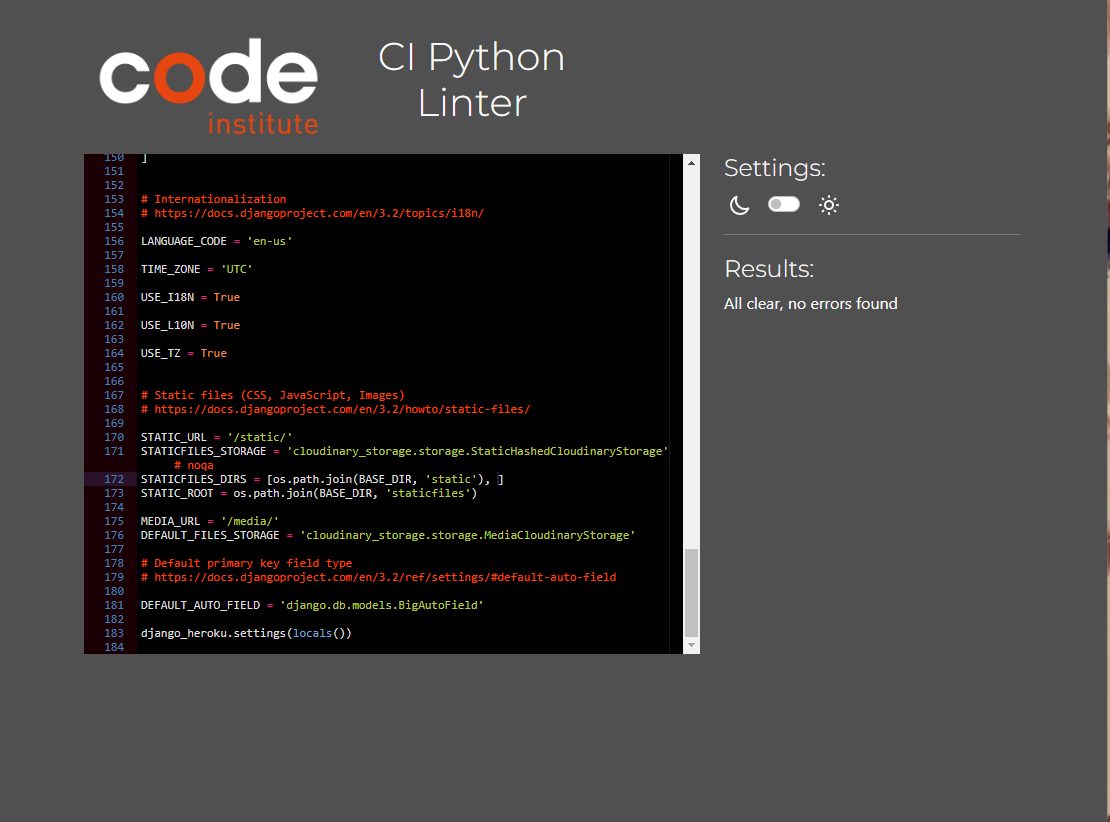 code
institute
CI Python
Linter
150 ]
151
152
153 # Internationalization
154 # https://docs.djangoproject.com/en/3.2/topics/i18n/
155
156 LANGUAGE_CODE = 'en-us'
157
158 TIME_ZONE = 'UTC'
159
160 USE_I18N = True
161
162 USE_L10N = True
163
164 USE_TZ = True
165
166
167 # Static files (CSS, JavaScript, Images)
168 # https://docs.djangoproject.com/en/3.2/howto/static-files/
169
170 STATIC_URL = '/static/'
171 STATICFILES_STORAGE = 'cloudinary_storage.storage.StaticHashedCloudinaryStorage'
# noqa
172 STATICFILES_DIRS = [os.path.join(BASE_DIR, 'static'), ]
173 STATIC_ROOT = os.path.join(BASE_DIR, 'staticfiles')
174
175 MEDIA_URL = '/media/'
176 DEFAULT_FILES_STORAGE = 'cloudinary_storage.storage.MediaCloudinaryStorage'
177
178 # Default primary key field type
179 # https://docs.djangoproject.com/en/3.2/ref/settings/#default-auto-field
180
181 DEFAULT_AUTO_FIELD = 'django.db.models.BigAutoField'
182
183 django_heroku.settings(locals())
184
Settings:
Results:
All clear, no errors found